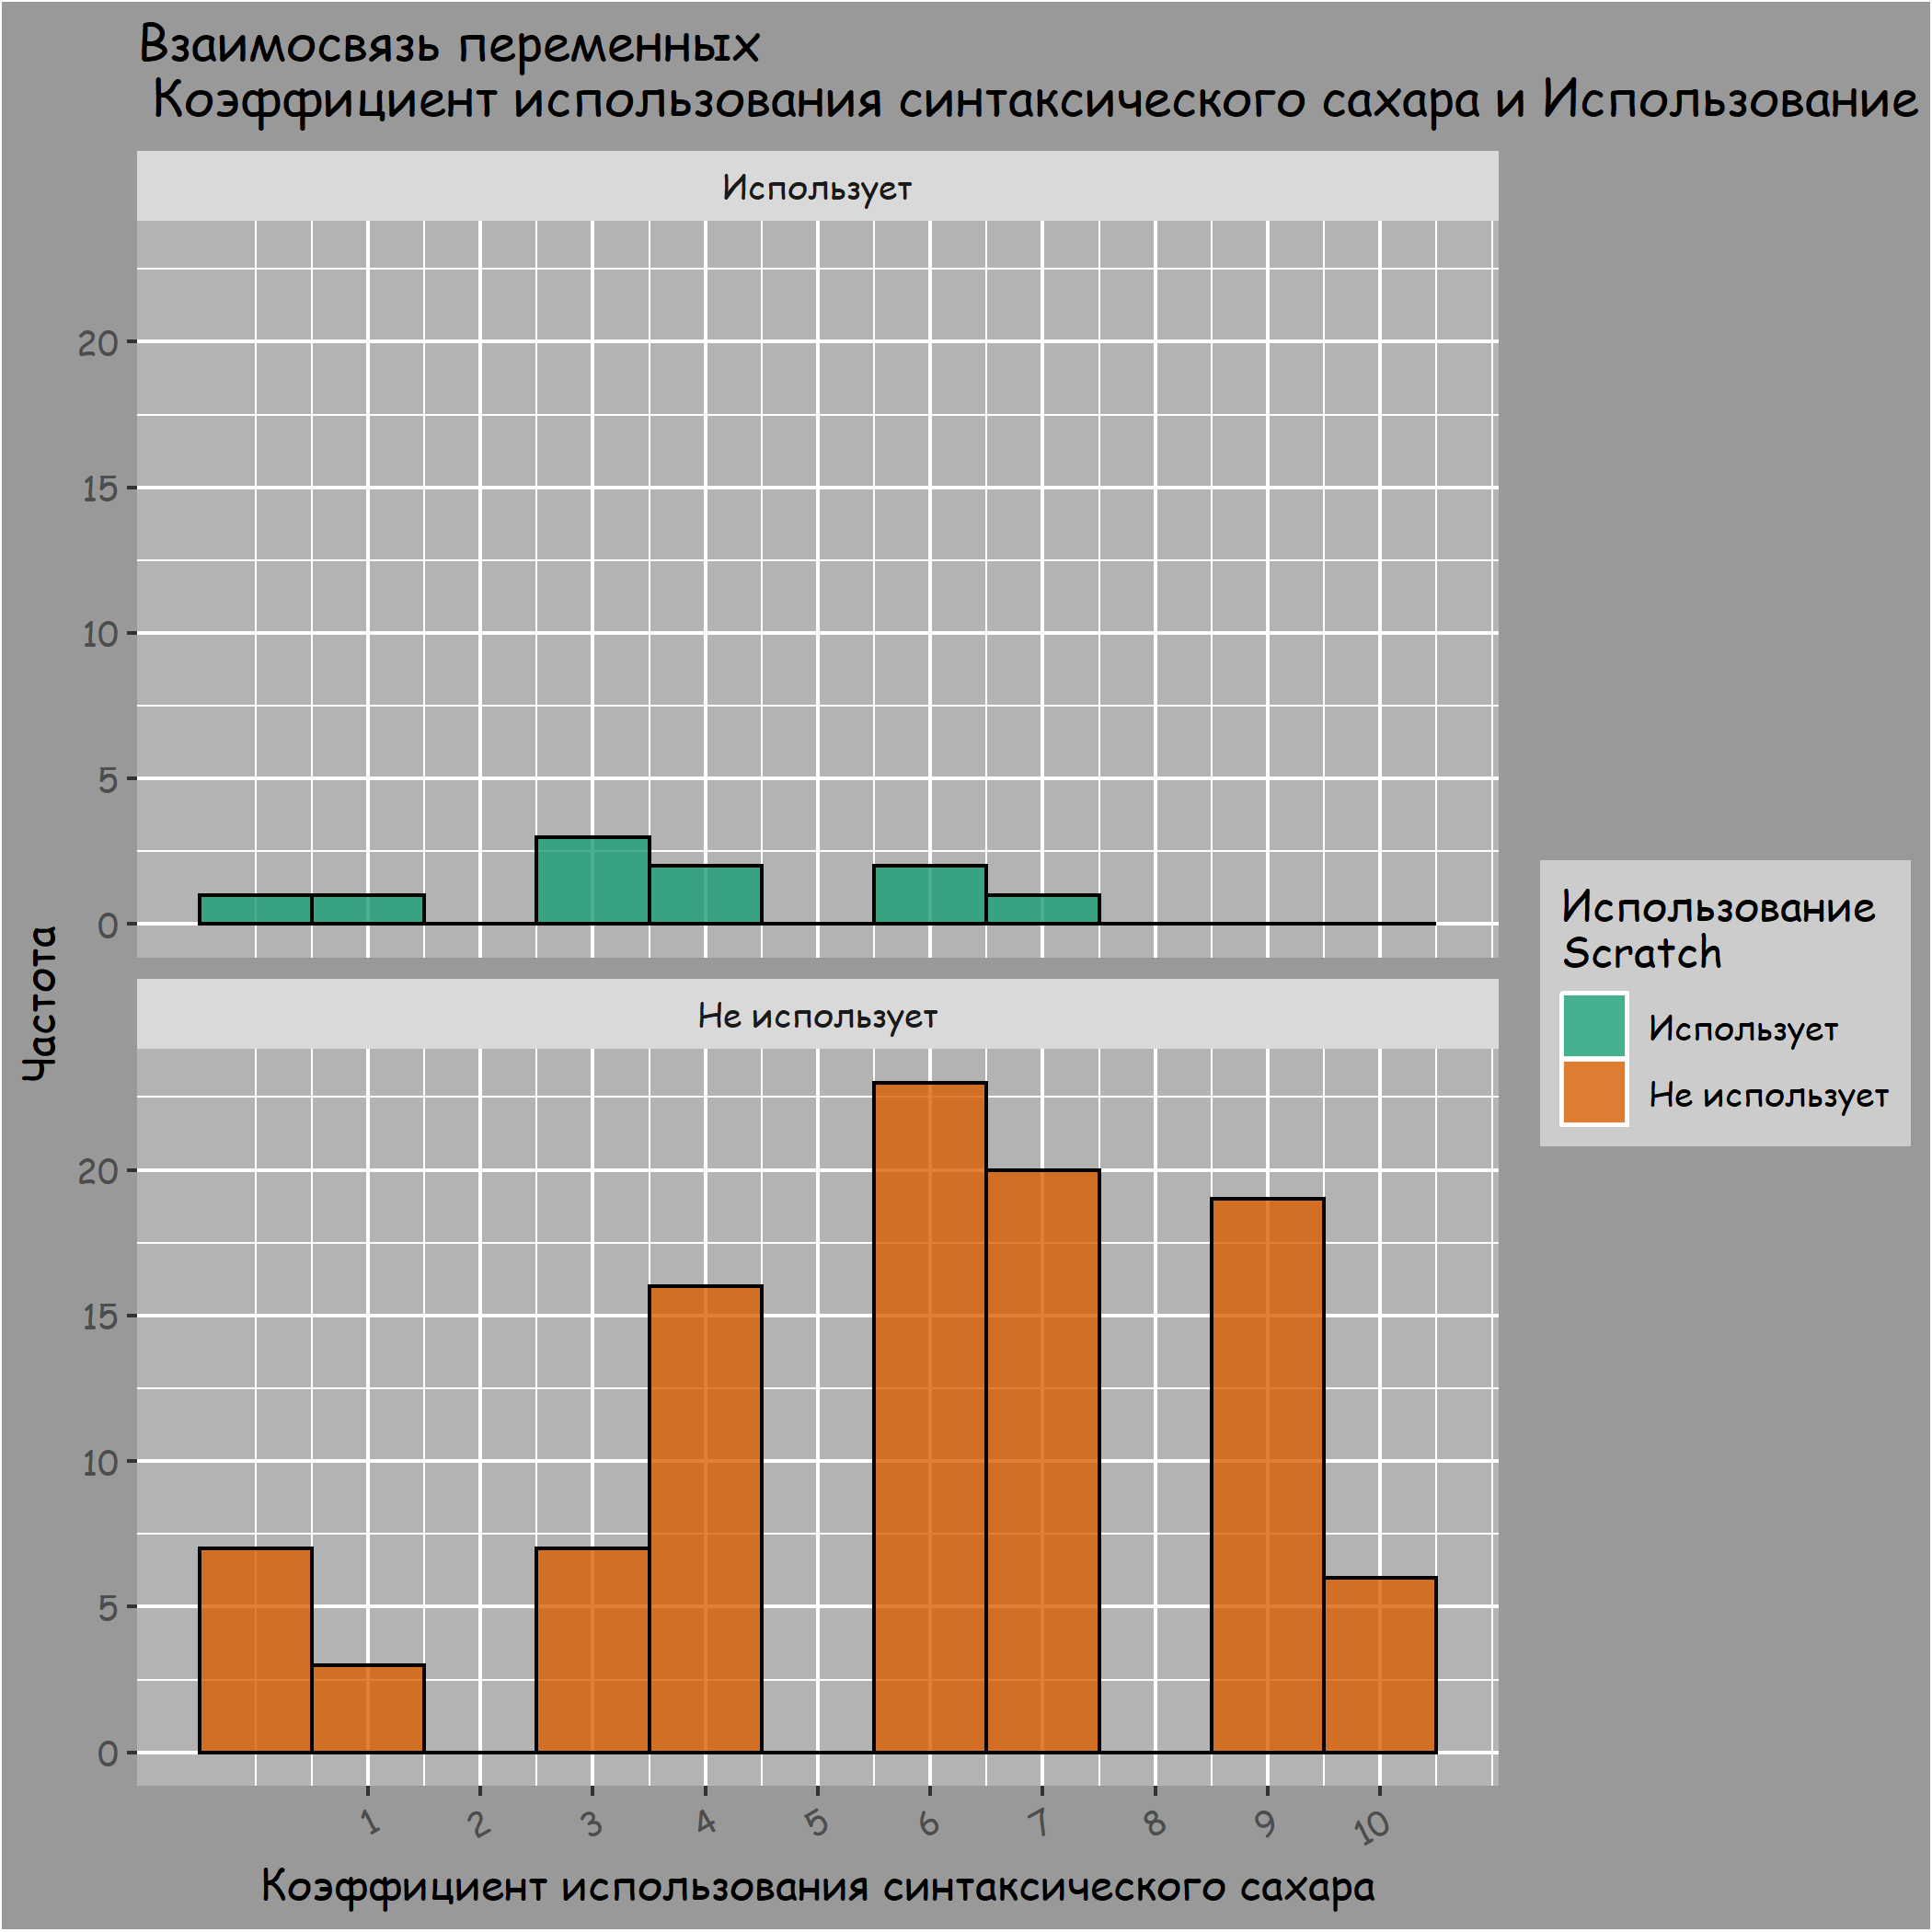 Взаимосвязь переменных
Коэффициент использования синтаксического сахара и Использование
Использует
20
15
10
5
0
Не использует
20
15
10
5
0
1 2 3 4 5 6 7 8 9 10
Коэффициент использования синтаксического сахара
Частота
Использование
Scratch
Использует
Не использует